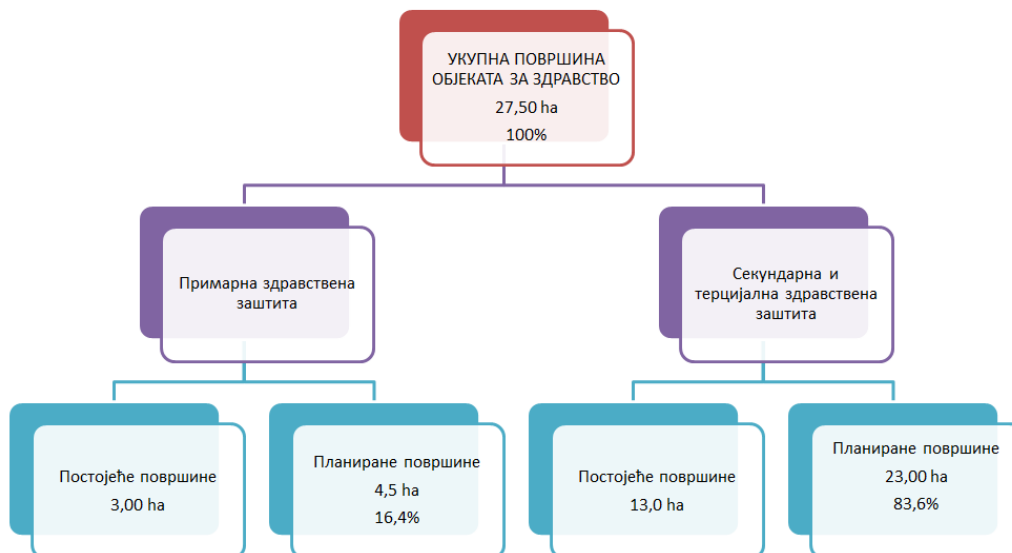 УКУПНА ПОВРШИНА
ОБЈЕКАТА ЗА ЗДРАВСТВО
27,50 ha
100%
Примарна здравствена
заштита
Секундарна и
терцијална здравствена
заштита
Постојеће површине
3,00 ha
Планиране површине
4,5 ha
16,4%
Постојеће површине
13,0 ha
Планиране површине
23,00 ha
83,6%